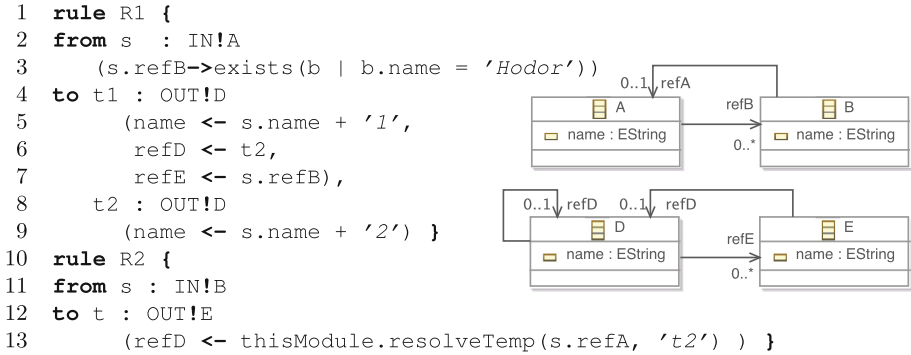 1 rule R1 {
2 from s : IN!A
3 (s.refB->exists(b | b.name = 'Hodor'))
4 to t1 : OUT!D
5 (name <- s.name + '1',
6 refD <- t2,
7 refE <- s.refB),
8 t2 : OUT!D
9 (name <- s.name + '2') }
10 rule R2 {
11 from s : IN!B
12 to t : OUT!E
13 (refD <- thisModule.resolveTemp(s.refA, 't2') ) }
0..1 refA
A
refB
B
name : EString
0..*
name : EString
0..1 refD
0..1 refD
D
refE
E
name : EString
0..*
name : EString